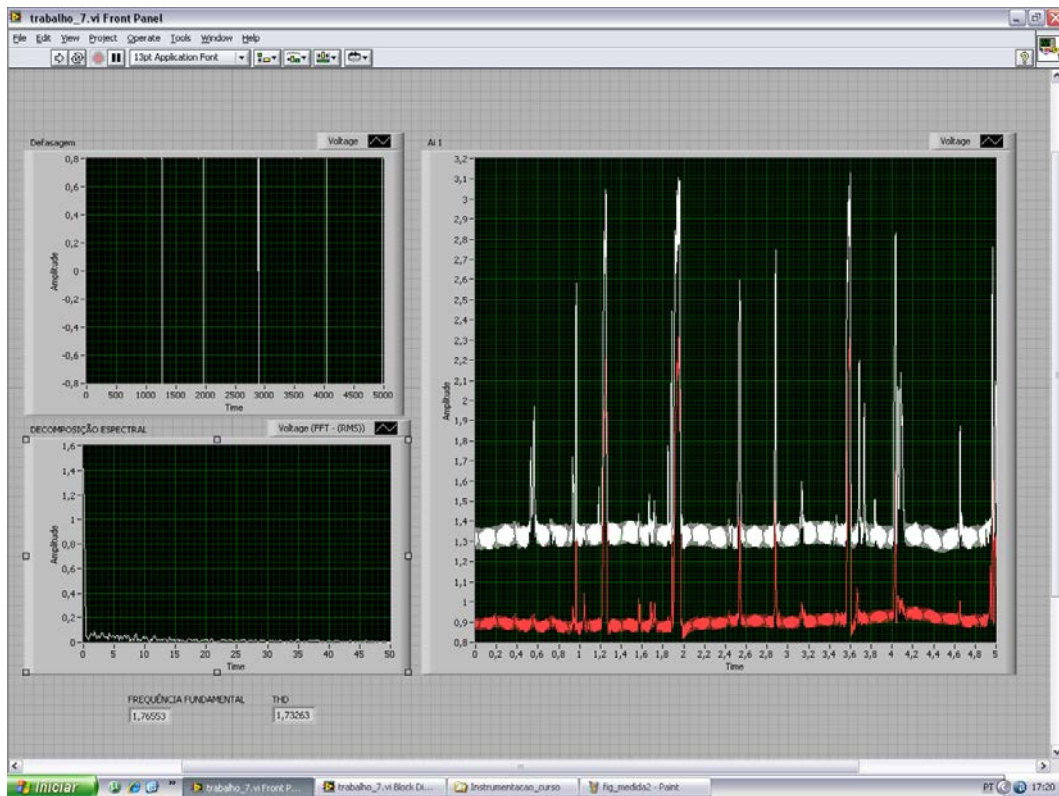 trabalho_7.vi Front Panel
File Edit View Project Operate Tools Window Help
13pt Application Font
Defasagem
Voltage
Amplitude
0,8
0,6
0,4
0,2
0
-0,2
-0,4
-0,6
-0,8
0 500 1000 1500 2000 2500 3000 3500 4000 4500 5000
Time
DECOMPOSIÇÃO ESPECTRAL
Voltage (FFT - (RMS))
Amplitude
1,6
1,4
1,2
1
0,8
0,6
0,4
0,2
0
0 5 10 15 20 25 30 35 40 45 50
Time
FREQUÊNCIA FUNDAMENTAL THD
1,76553 1,73263
Ai 1
Voltage
Amplitude
3,2
3,1
3
2,9
2,8
2,7
2,6
2,5
2,4
2,3
2,2
2,1
2
1,9
1,8
1,7
1,6
1,5
1,4
1,3
1,2
1,1
1
0,9
0,8
0 0,2 0,4 0,6 0,8 1 1,2 1,4 1,6 1,8 2 2,2 2,4 2,6 2,8 3 3,2 3,4 3,6 3,8 4 4,2 4,4 4,6 4,8 5
Time
Iniciar trabalho_7.vi Front P... trabalho_7.vi Block Di... Instrumentacao_curso fig_medida2 - Paint PT 17:20